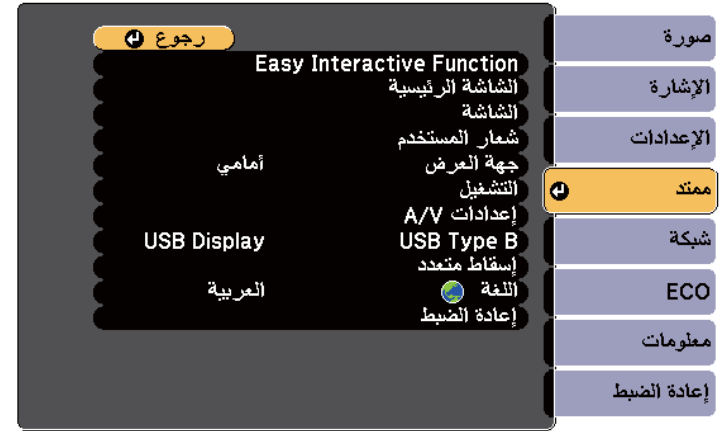 صورة
الإشارة
الإعدادات
ممتد
شبكة
ECO
معلومات
إعادة الضبط
رجوع
Easy Interactive Function
الشاشة الرئيسية
الشاشة
شعار المستخدم
جهة العرض أمامي
التشغيل
إعدادات A/V
USB Type B USB Display
إسقاط متعدد
اللغة العربية
إعادة الضبط